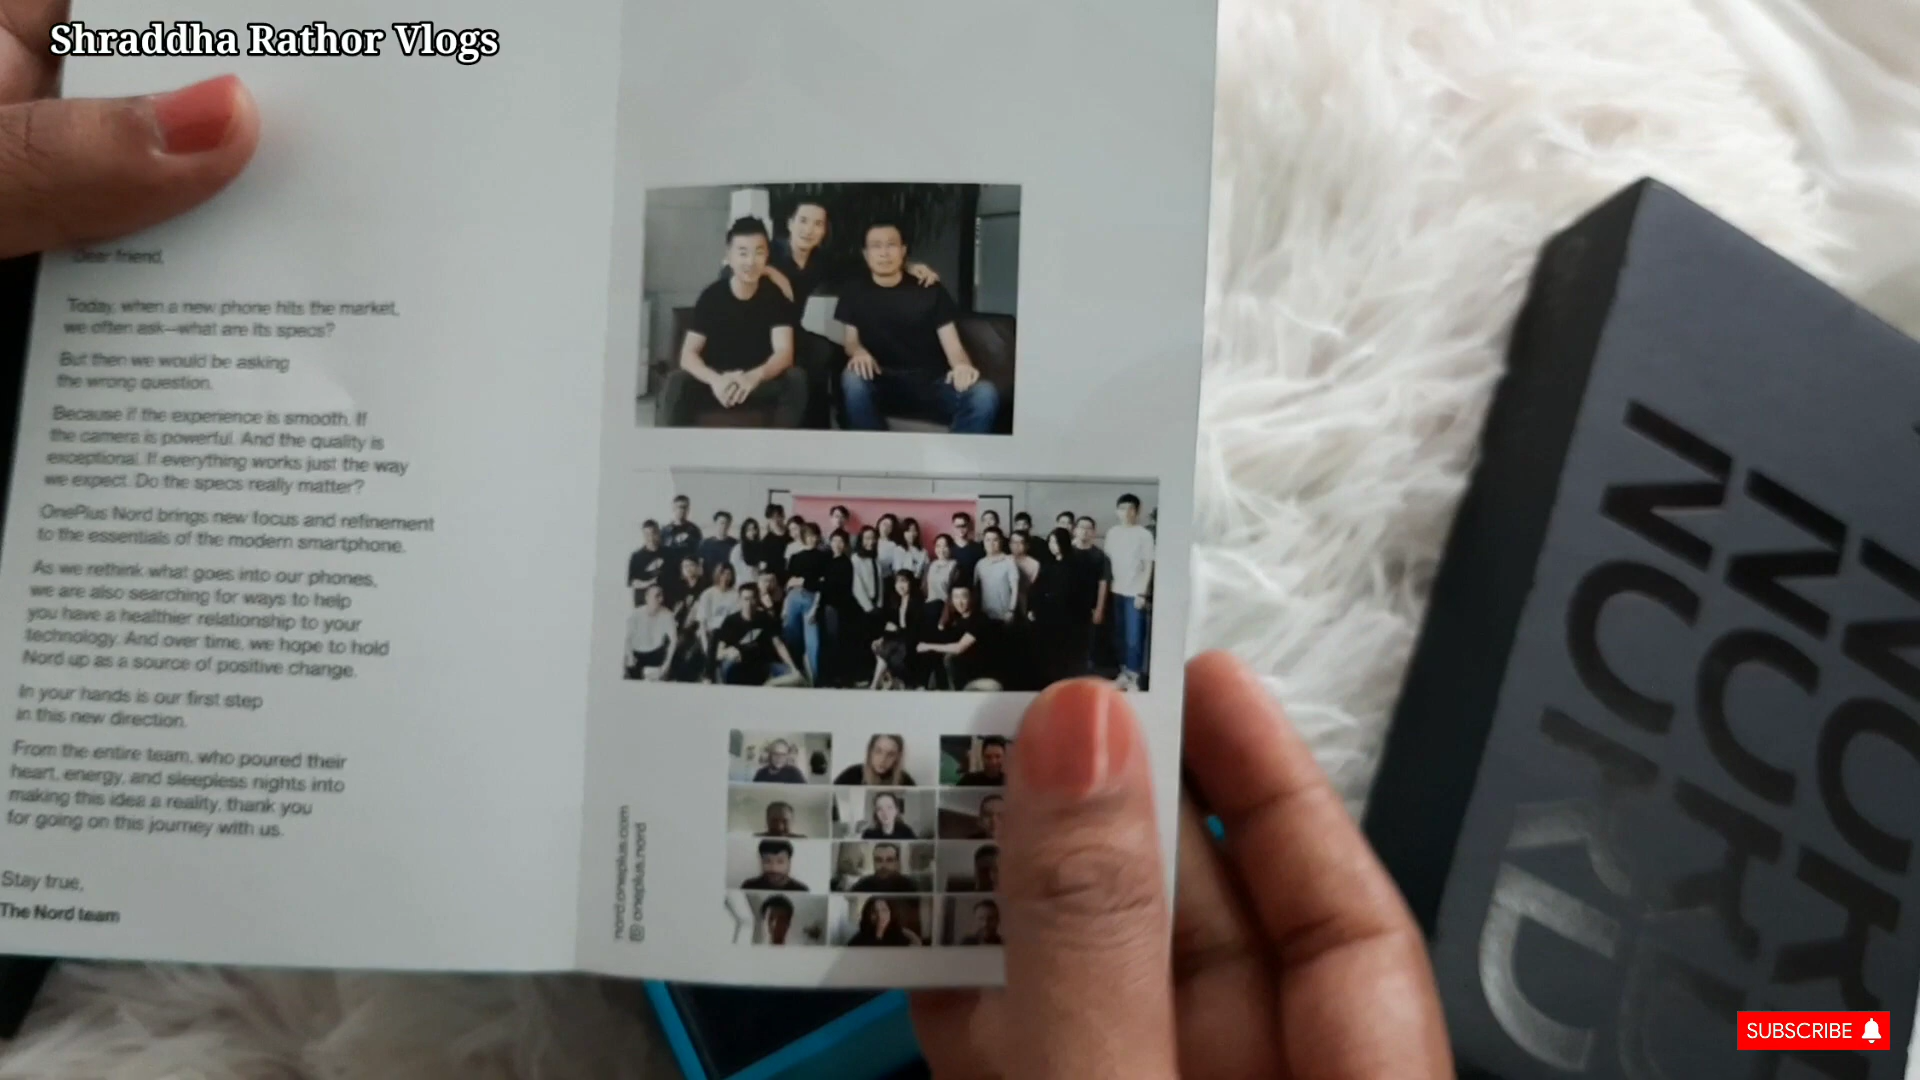 Shraddha Rathor Vlogs
Dear friend,
Today, when a new phone hits the market,
we often ask—what are its specs?
But then we would be asking
the wrong question.
Because if the experience is smooth. If
the camera is powerful. And the quality is
exceptional. If everything works just the way
we expect. Do the specs really matter?
OnePlus Nord brings new focus and refinement
to the essentials of the modern smartphone.
As we rethink what goes into our phones,
we are also searching for ways to help
you have a healthier relationship to your
technology. And over time, we hope to hold
Nord up as a source of positive change.
In your hands is our first step
in this new direction.
From the entire team, who poured their
heart, energy, and sleepless nights into
making this idea a reality, thank you
for going on this journey with us.
Stay true,
The Nord team
nord.oneplus.com
oneplus.nord
SUBSCRIBE